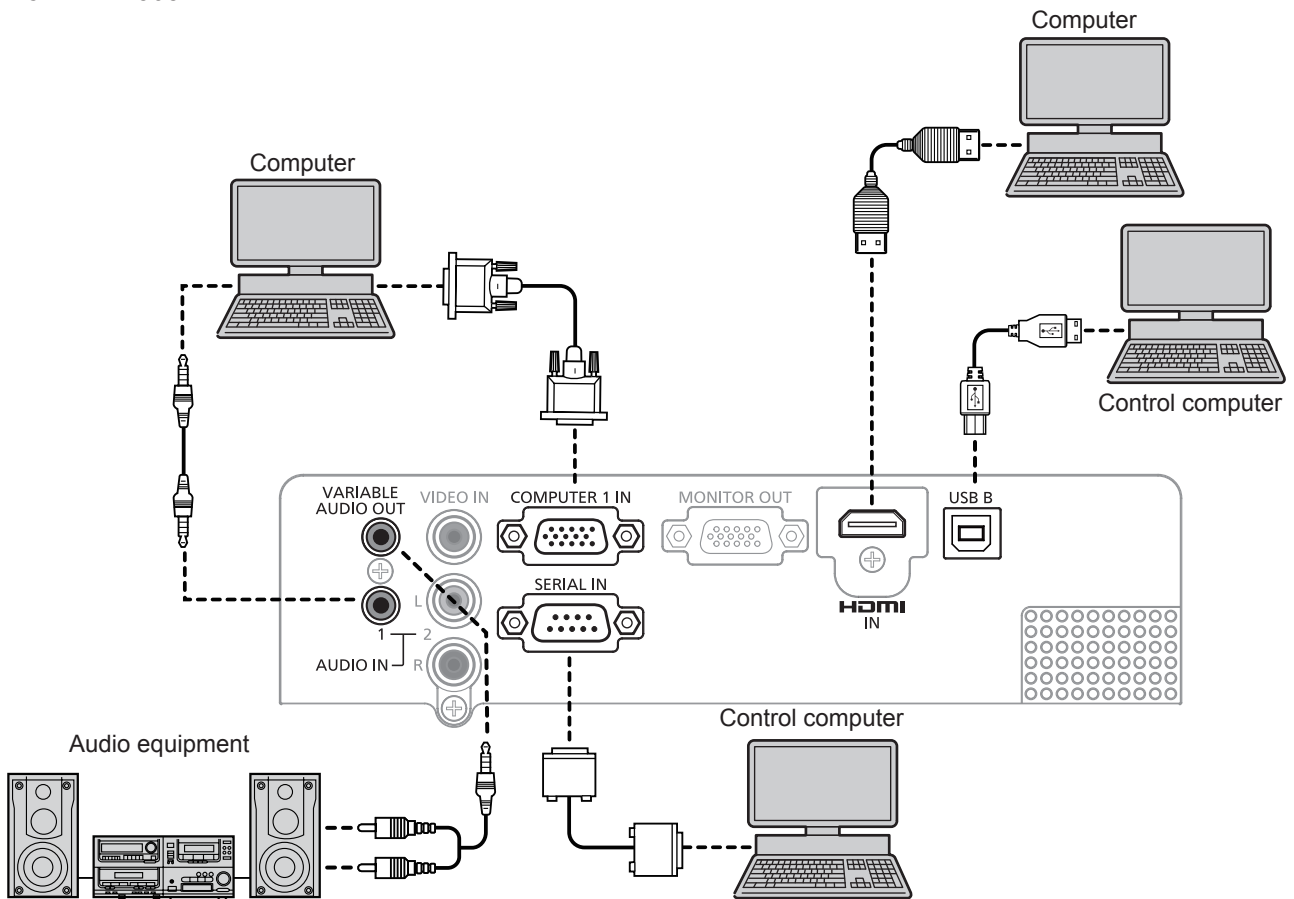 Computer
Computer
Control computer
VARIABLE
AUDIO OUT
VIDEO IN
COMPUTER 1 IN
MONITOR OUT
USB B
SERIAL IN
HDMI
IN
L
1
2
AUDIO IN
R
Control computer
Audio equipment